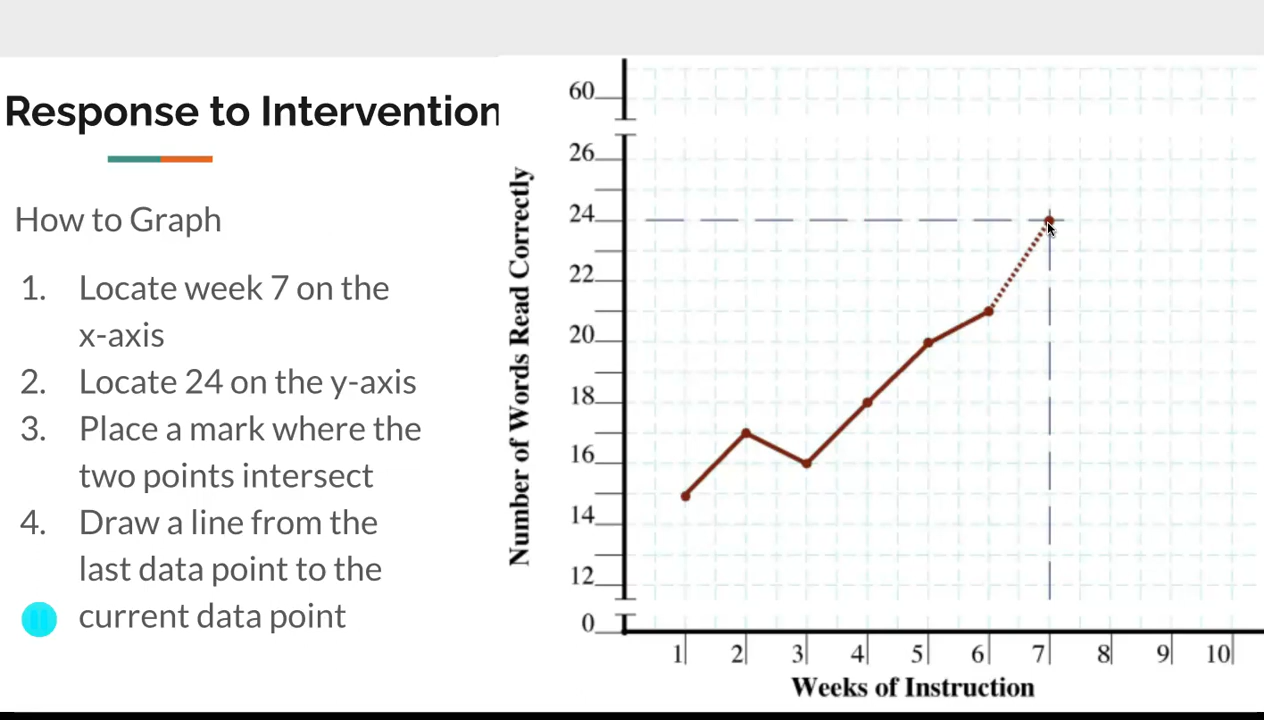 Response to Intervention
How to Graph
1. Locate week 7 on the
x-axis
2. Locate 24 on the y-axis
3. Place a mark where the
two points intersect
4. Draw a line from the
last data point to the
current data point
Number of Words Read Correctly
60
26
24
22
20
18
16
14
12
0
1 2 3 4 5 6 7 8 9 10
Weeks of Instruction